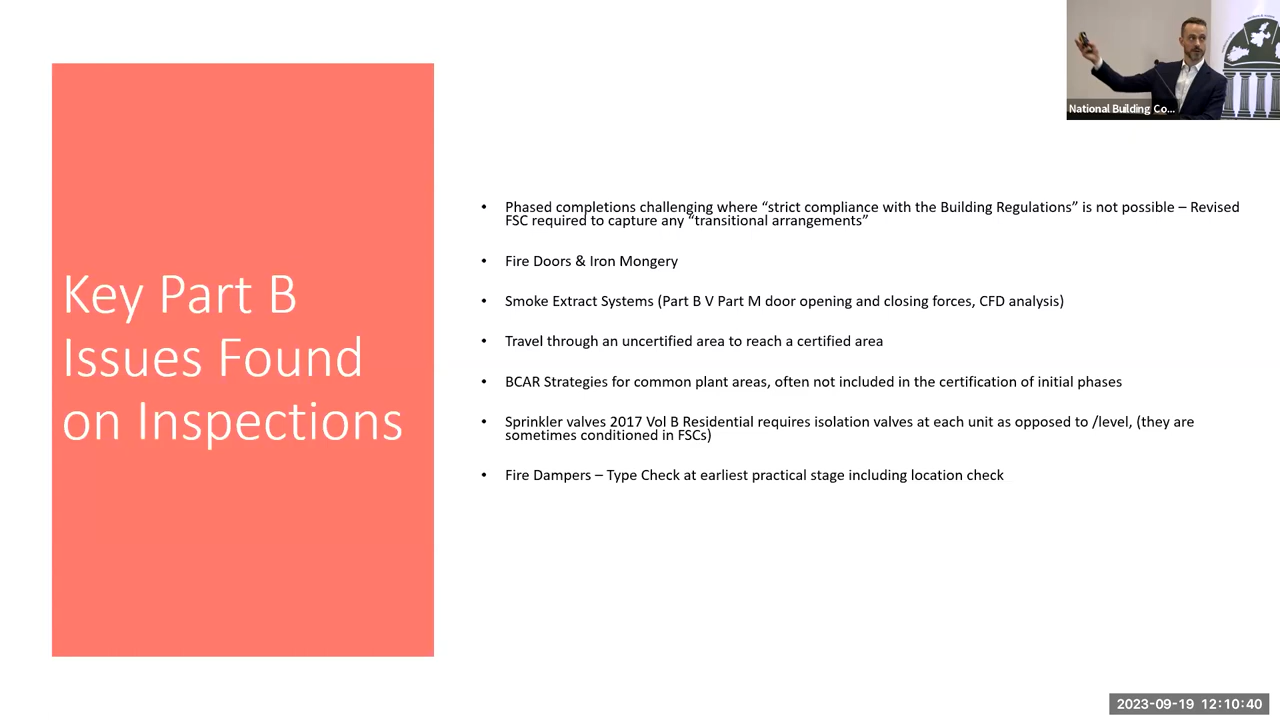 National Building Co...
Key Part B
Issues Found
on Inspections
• Phased completions challenging where “strict compliance with the Building Regulations” is not possible – Revised
FSC required to capture any “transitional arrangements”
• Fire Doors & Iron Mongery
• Smoke Extract Systems (Part B V Part M door opening and closing forces, CFD analysis)
• Travel through an uncertified area to reach a certified area
• BCAR Strategies for common plant areas, often not included in the certification of initial phases
• Sprinkler valves 2017 Vol B Residential requires isolation valves at each unit as opposed to /level, (they are
sometimes conditioned in FSCs)
• Fire Dampers – Type Check at earliest practical stage including location check
2023-09-19 12:10:40